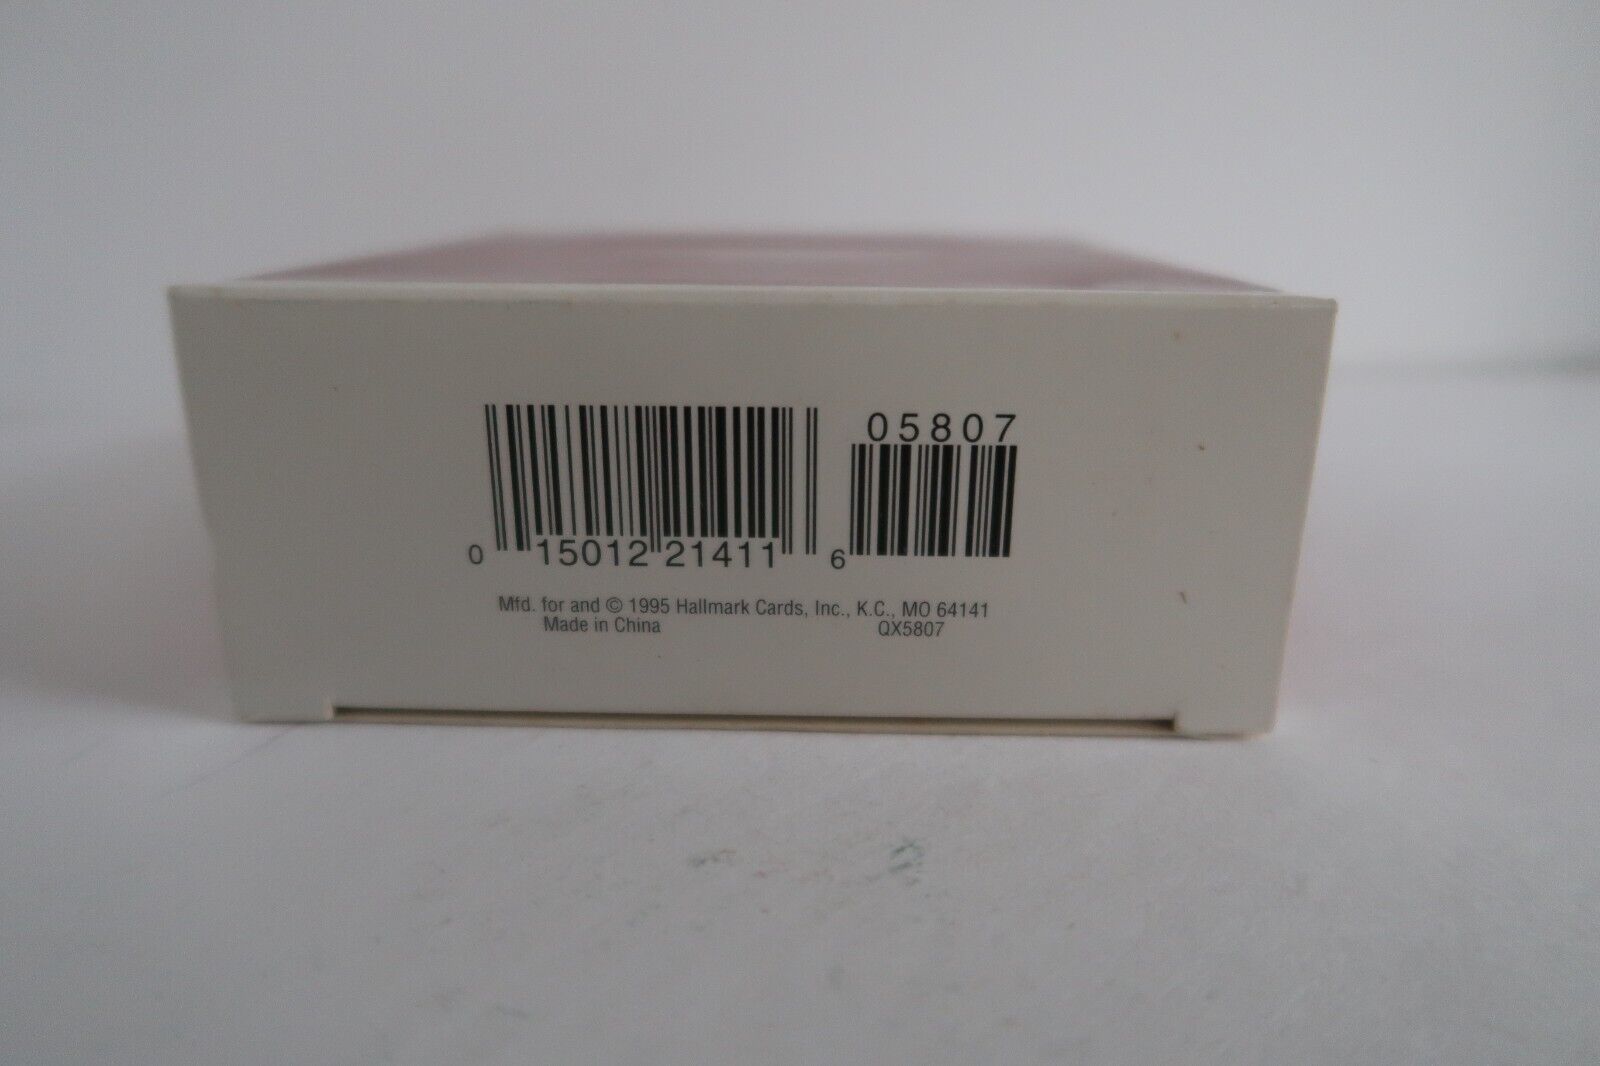 05807
0 15012 21411 6
Mfd. for and © 1995 Hallmark Cards, Inc., K.C., MO 64141
Made in China QX5807